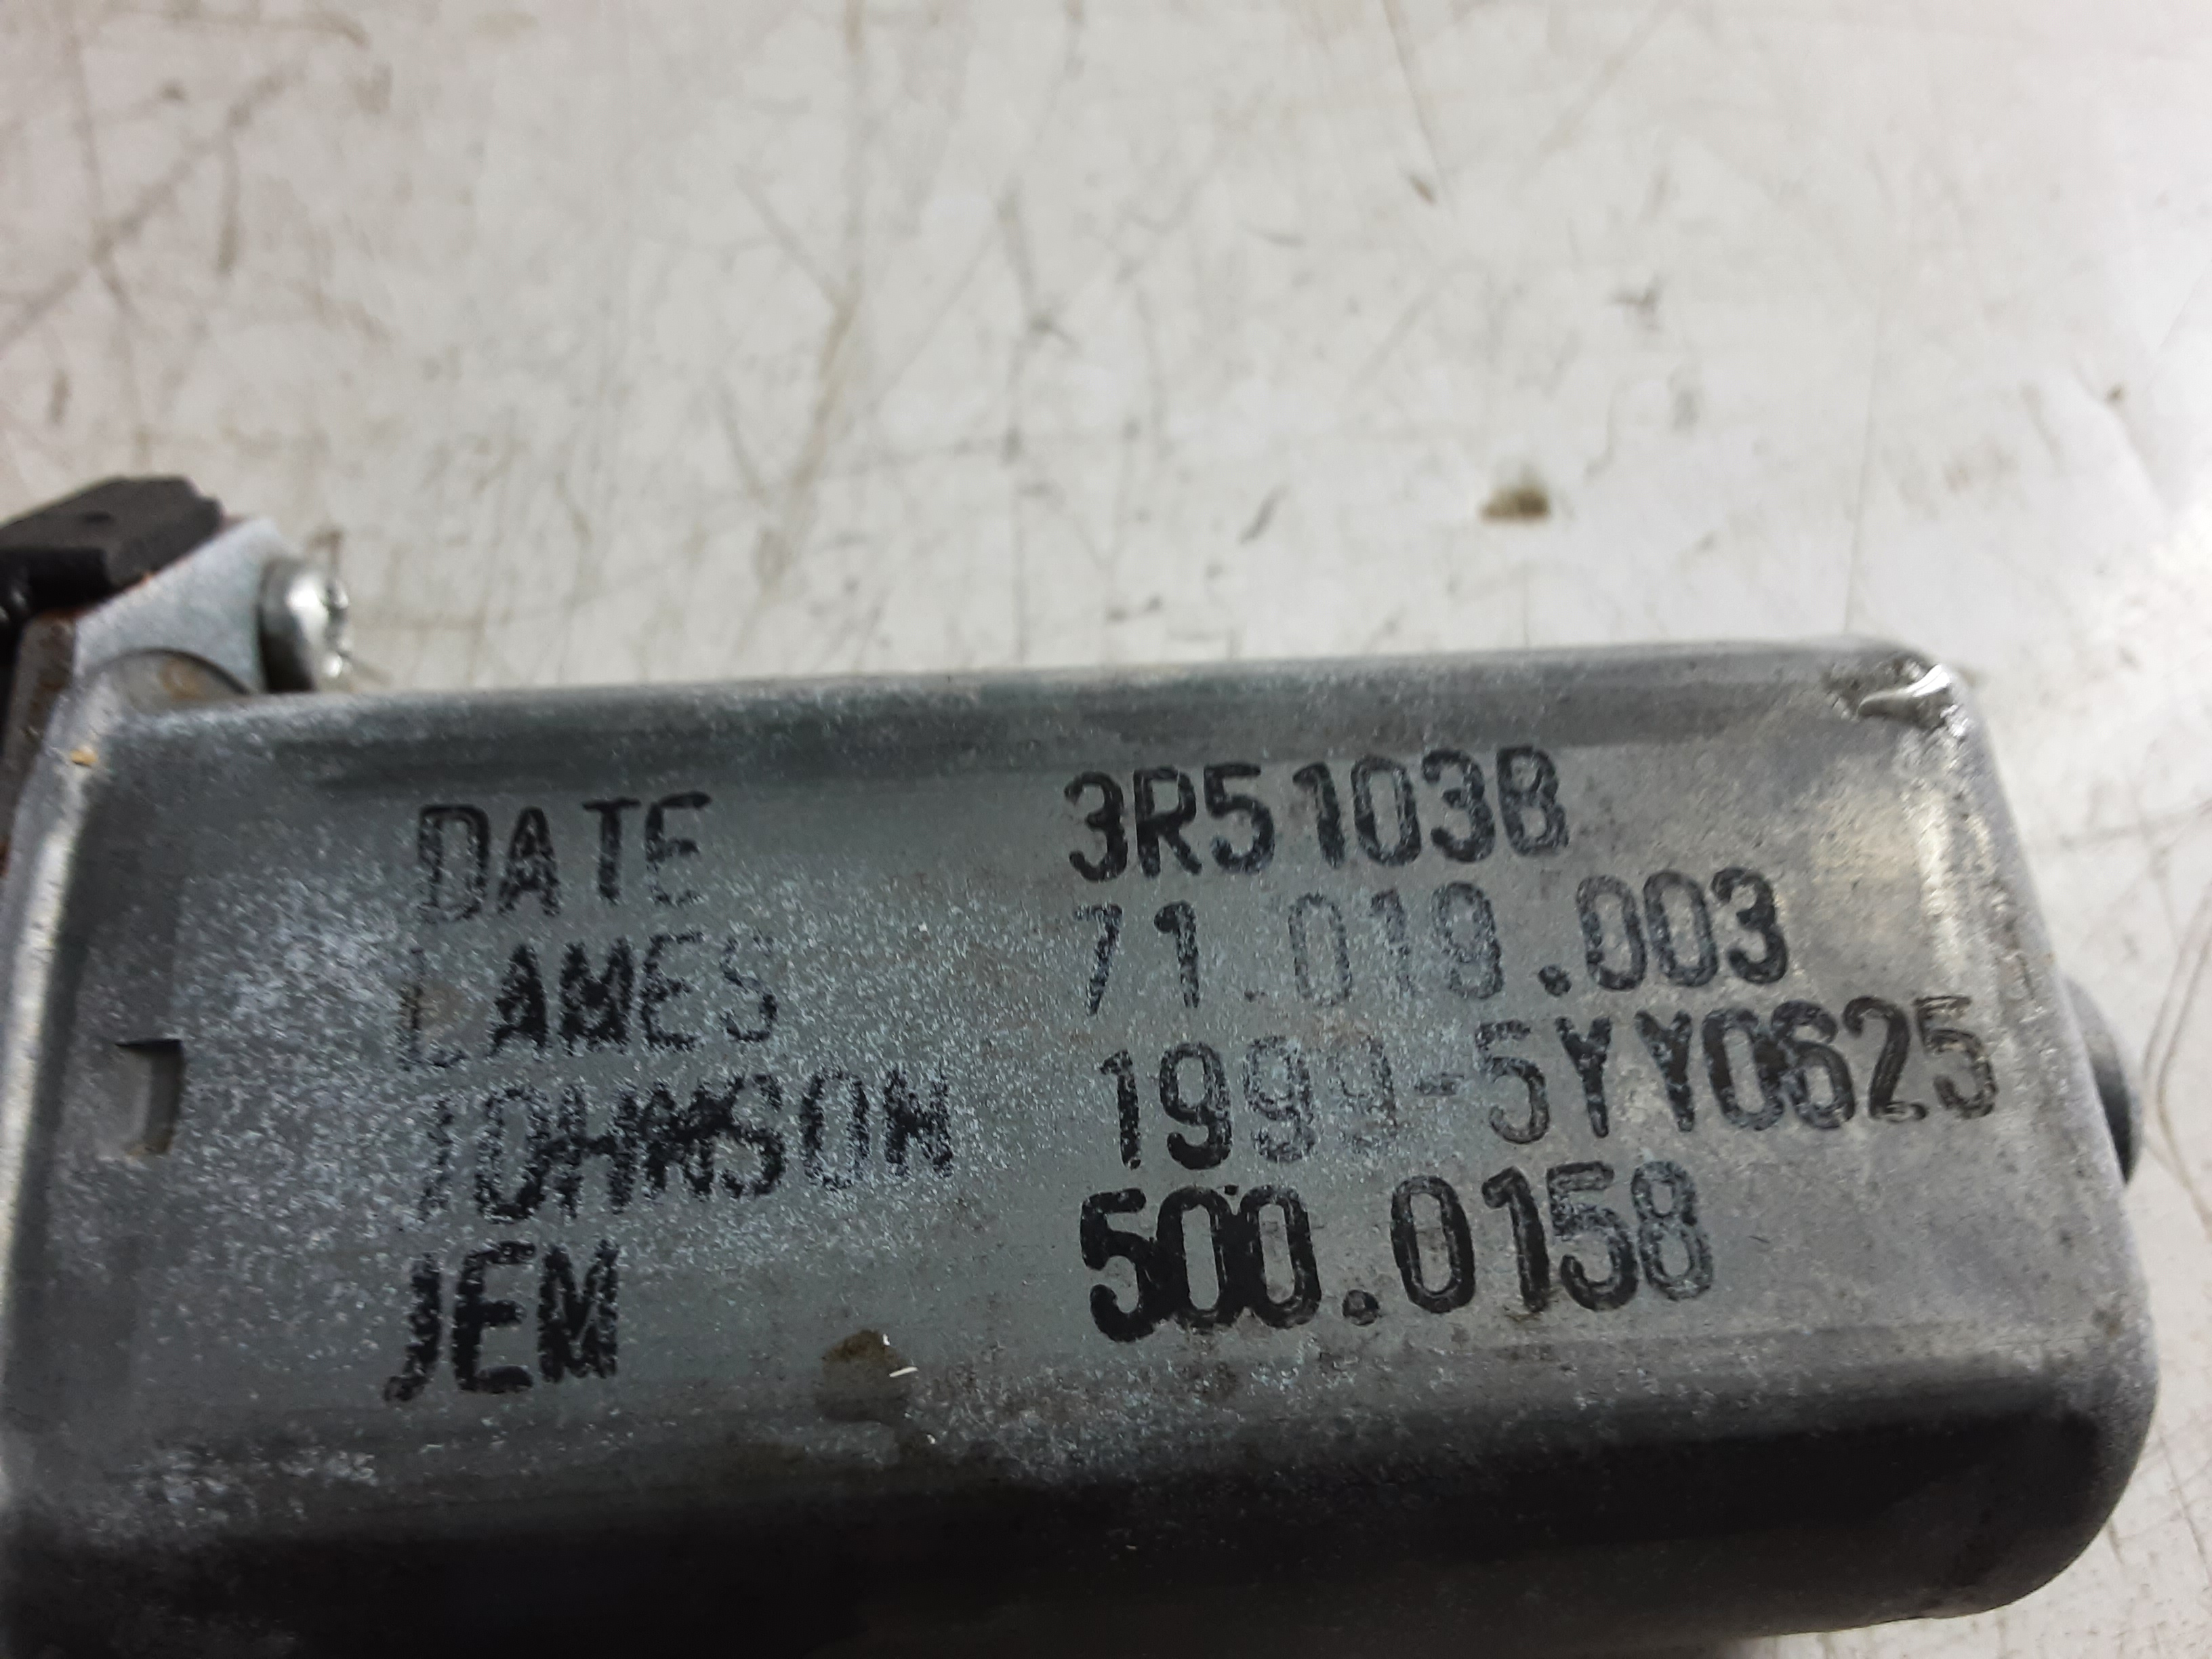 DATE 3R5103B
LAMES 71.019.003
JOHNSON 1999-5YY0625
JEM 500.0158